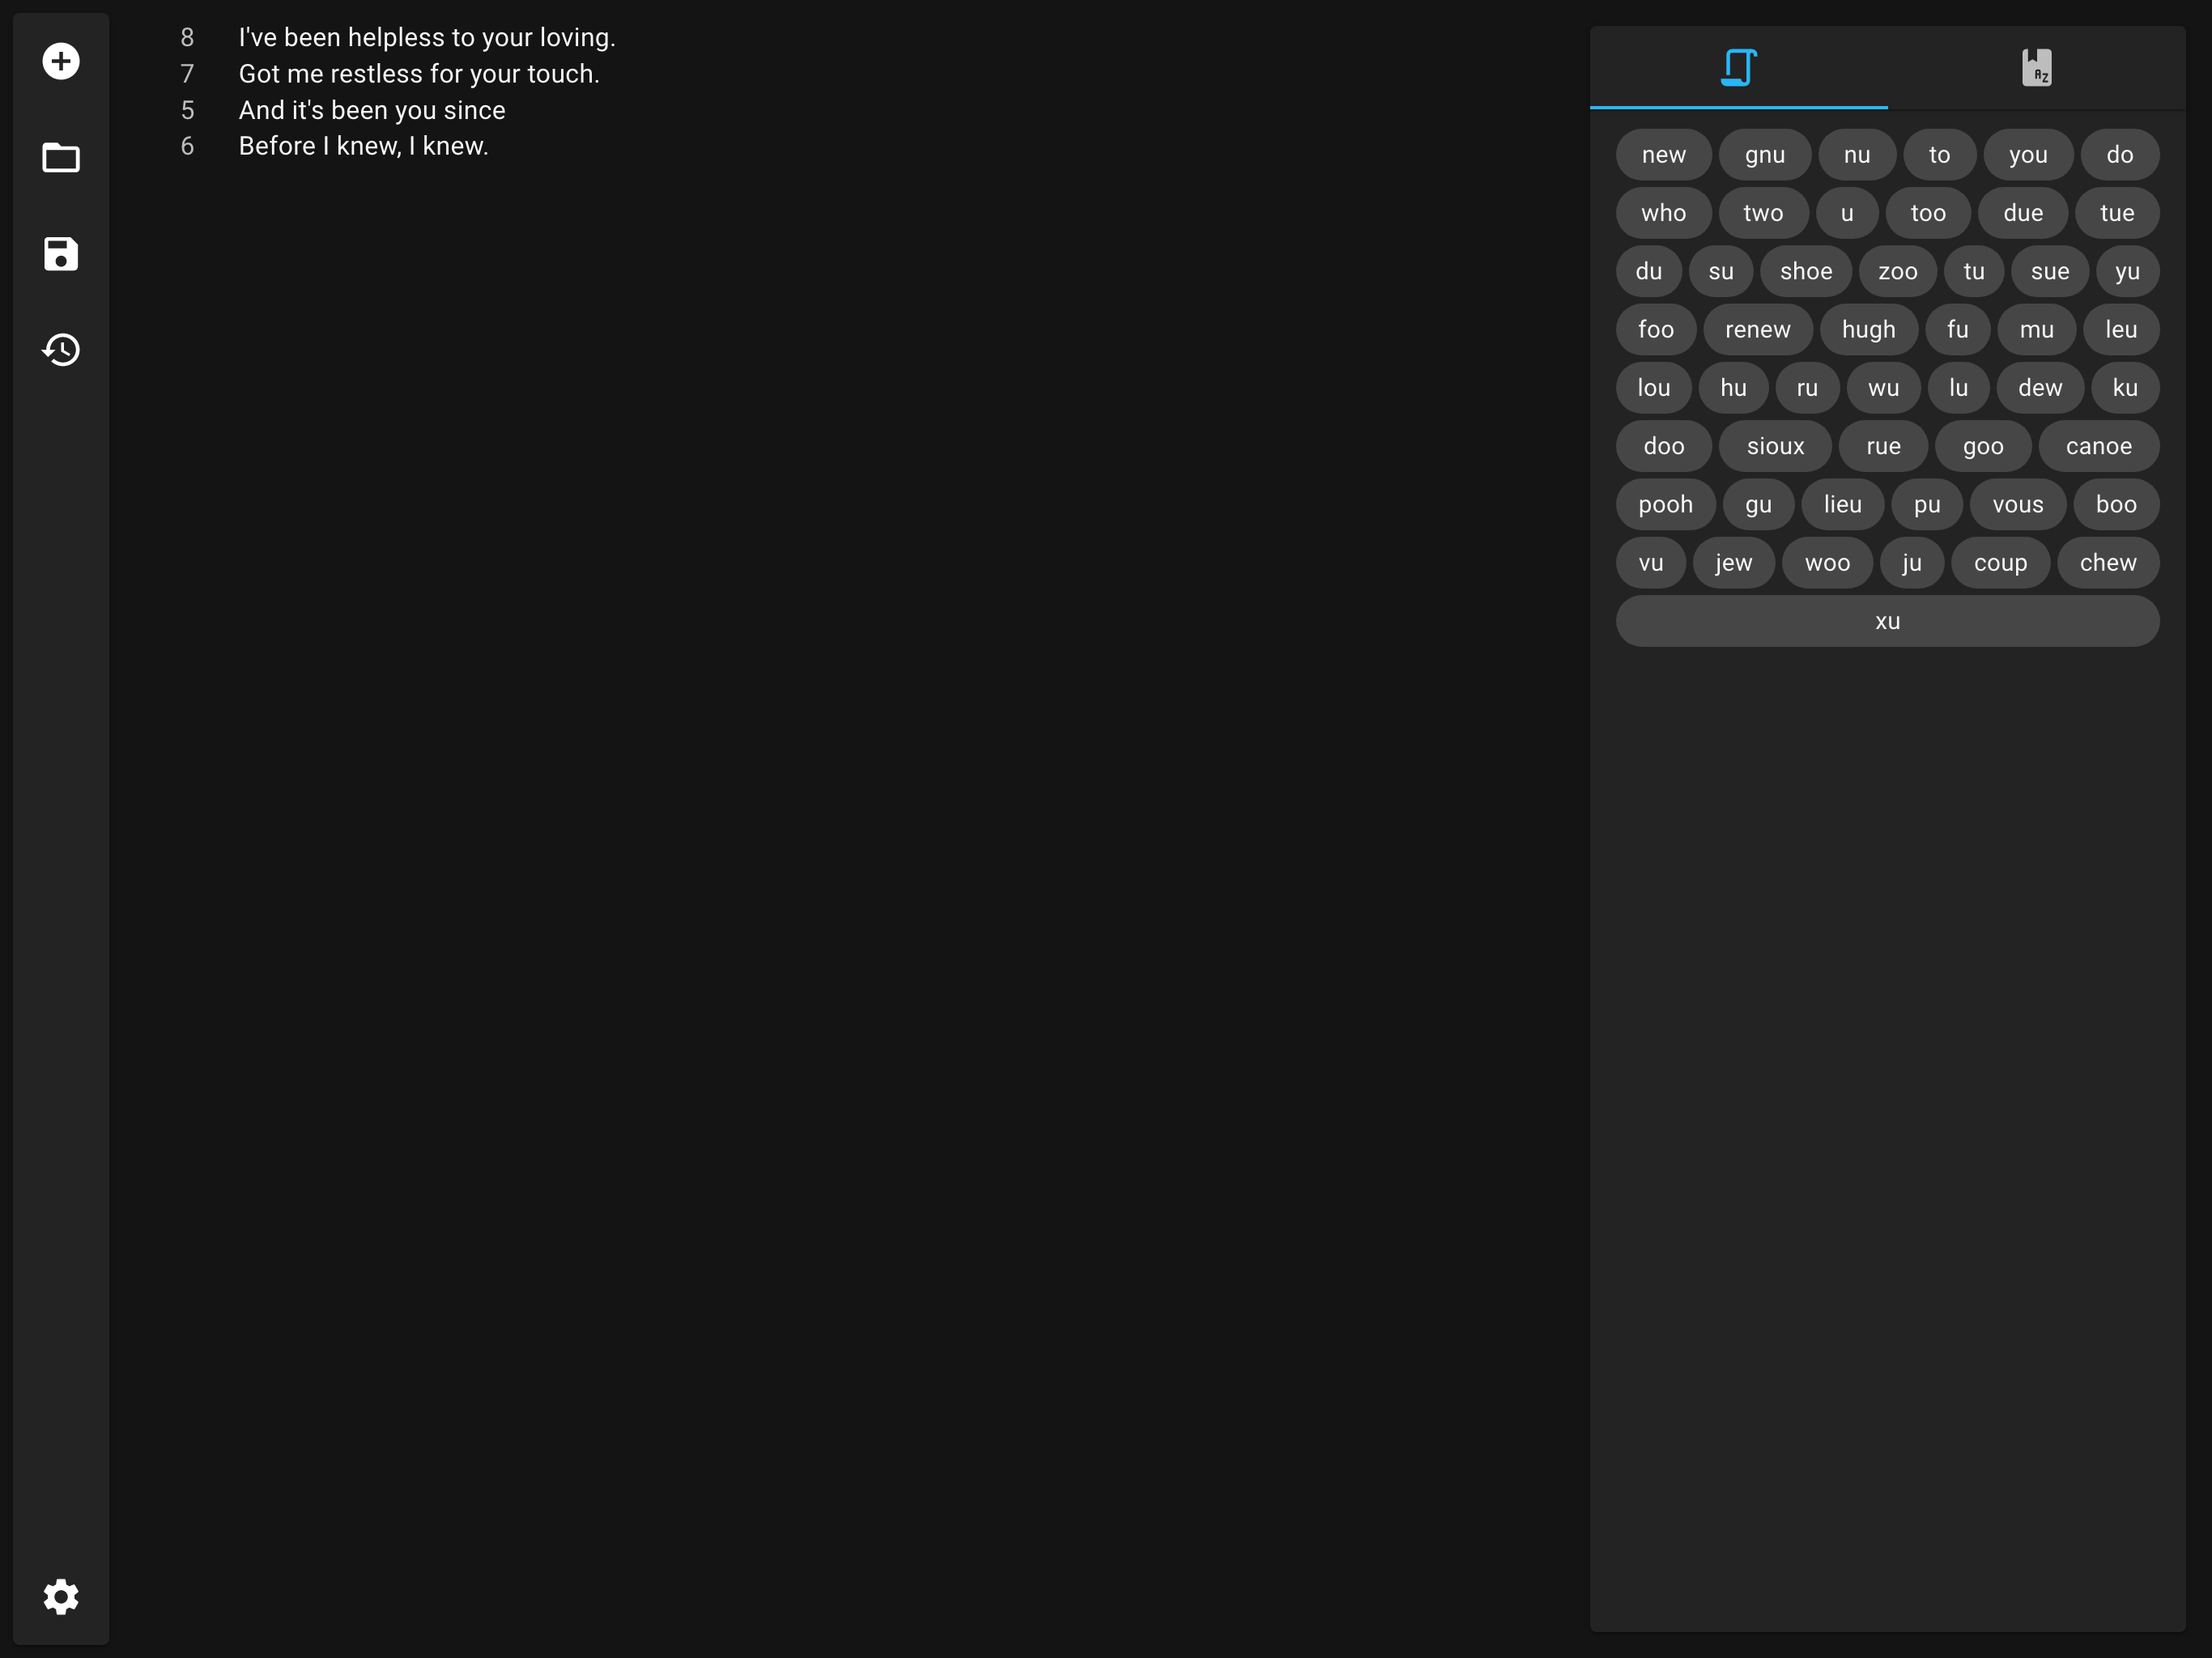 8 I've been helpless to your loving.
7 Got me restless for your touch.
5 And it's been you since
6 Before I knew, I knew.
A Z
new gnu nu to you do
who two u too due tue
du su shoe zoo tu sue yu
foo renew hugh fu mu leu
lou hu ru wu lu dew ku
doo sioux rue goo canoe
pooh gu lieu pu vous boo
vu jew woo ju coup chew
xu